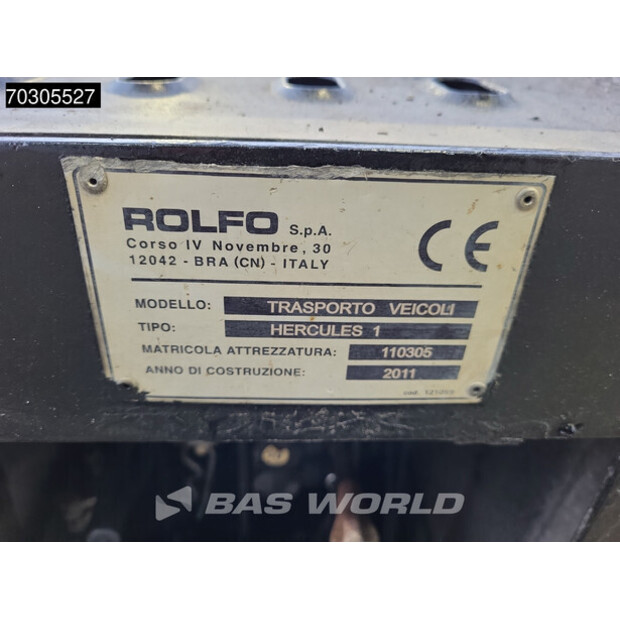 70305527
ROLFO S.p.A.
Corso IV Novembre, 30
12042 - BRA (CN) - ITALY
CE
MODELLO: TRASPORTO VEICOLI
TIPO: HERCULES 1
MATRICOLA ATTREZZATURA: 110305
ANNO DI COSTRUZIONE: 2011
cod.
BAS WORLD